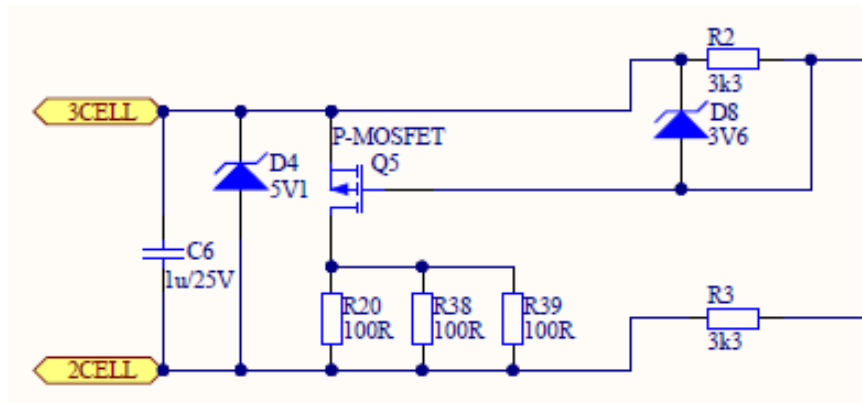 R2
3k3
3CELL
P-MOSFET
Q5
D8
3V6
D4
5V1
C6
1u/25V
R20
100R
R38
100R
R39
100R
R3
3k3
2CELL